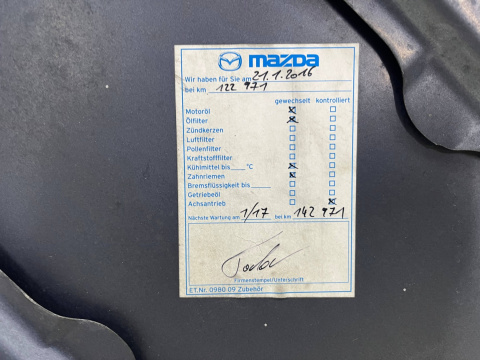 mazda
Wir haben für Sie am 21.1.2016
bei km 122 971
gewechselt kontrolliert
Motoröl
Ölfilter
Zündkerzen
Luftfilter
Pollenfilter
Kraftstofffilter
Kühlmittel bis °C
Zahnriemen
Bremsflüssigkeit bis
Getriebeöl
Achsantrieb
Nächste Wartung am 1/17 bei km 142 971
Firmenstempel/Unterschrift
ET.Nr. 0980 09 Zubehör